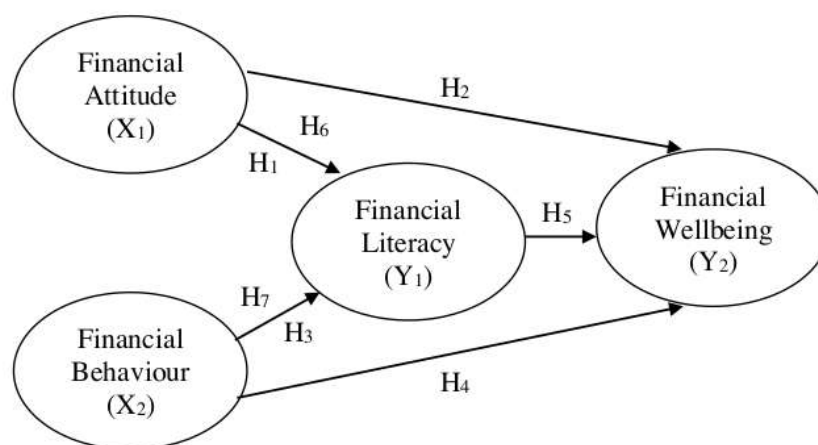 Financial
Attitude
(X₁)
H₂
H₆
H₁
Financial
Literacy
(Y₁)
H₅
Financial
Wellbeing
(Y₂)
H₇
H₃
Financial
Behaviour
(X₂)
H₄